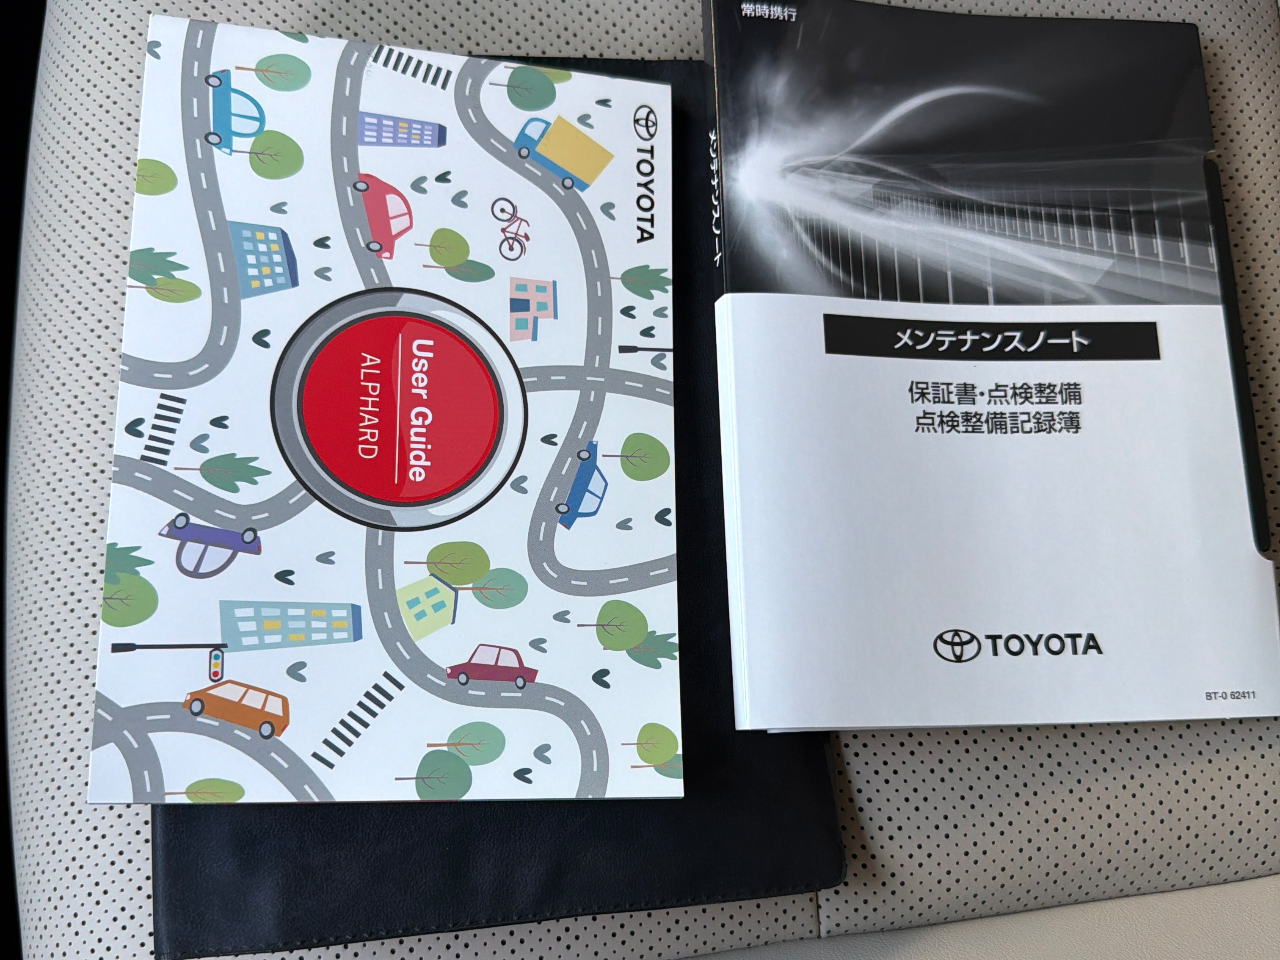 TOYOTA
User Guide
ALPHARD
常時携行
メンテナンスノート
メンテナンスノート
保証書・点検整備
点検整備記録簿
TOYOTA
BT-0 62411